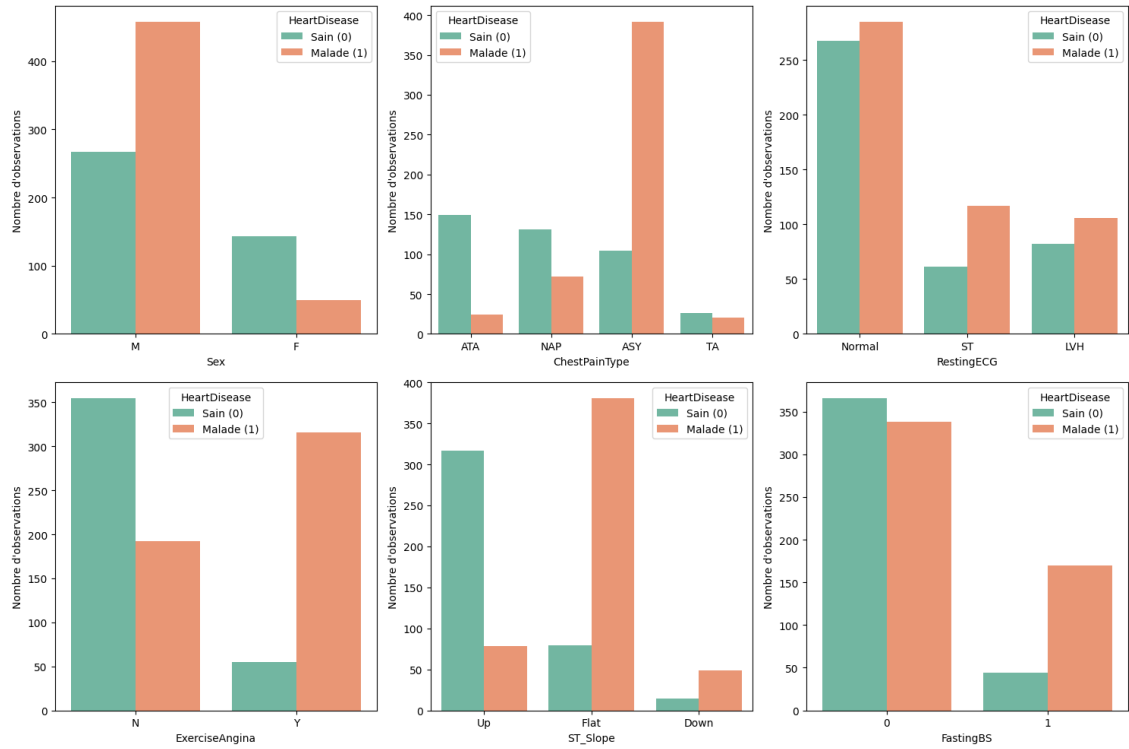 HeartDisease
Sain (0)
Malade (1)
400
300
200
100
0
Nombre d'observations
M
F
Sex
HeartDisease
Sain (0)
Malade (1)
400
350
300
250
200
150
100
50
0
Nombre d'observations
ATA
NAP
ASY
TA
ChestPainType
HeartDisease
Sain (0)
Malade (1)
250
200
150
100
50
0
Nombre d'observations
Normal
ST
LVH
RestingECG
HeartDisease
Sain (0)
Malade (1)
350
300
250
200
150
100
50
0
Nombre d'observations
N
Y
ExerciseAngina
HeartDisease
Sain (0)
Malade (1)
400
350
300
250
200
150
100
50
0
Nombre d'observations
Up
Flat
Down
ST_Slope
HeartDisease
Sain (0)
Malade (1)
350
300
250
200
150
100
50
0
Nombre d'observations
0
1
FastingBS